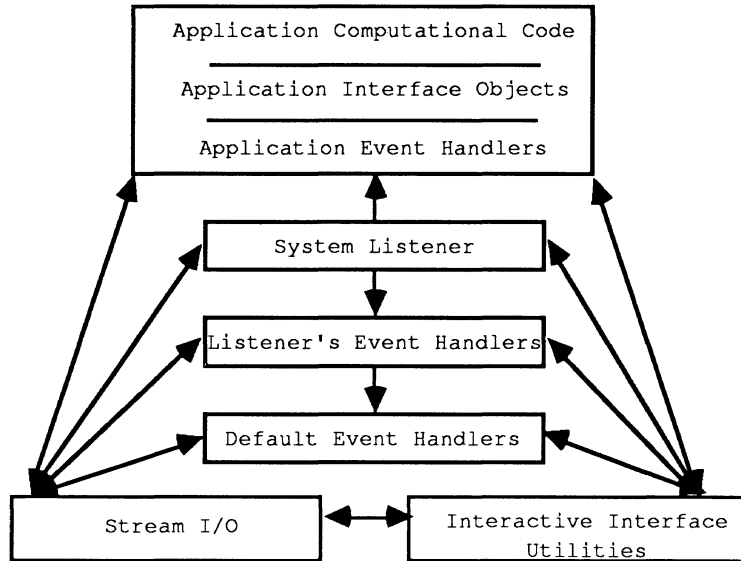 Application Computational Code
Application Interface Objects
Application Event Handlers
System Listener
Listener's Event Handlers
Default Event Handlers
Stream I/O
Interactive Interface
Utilities